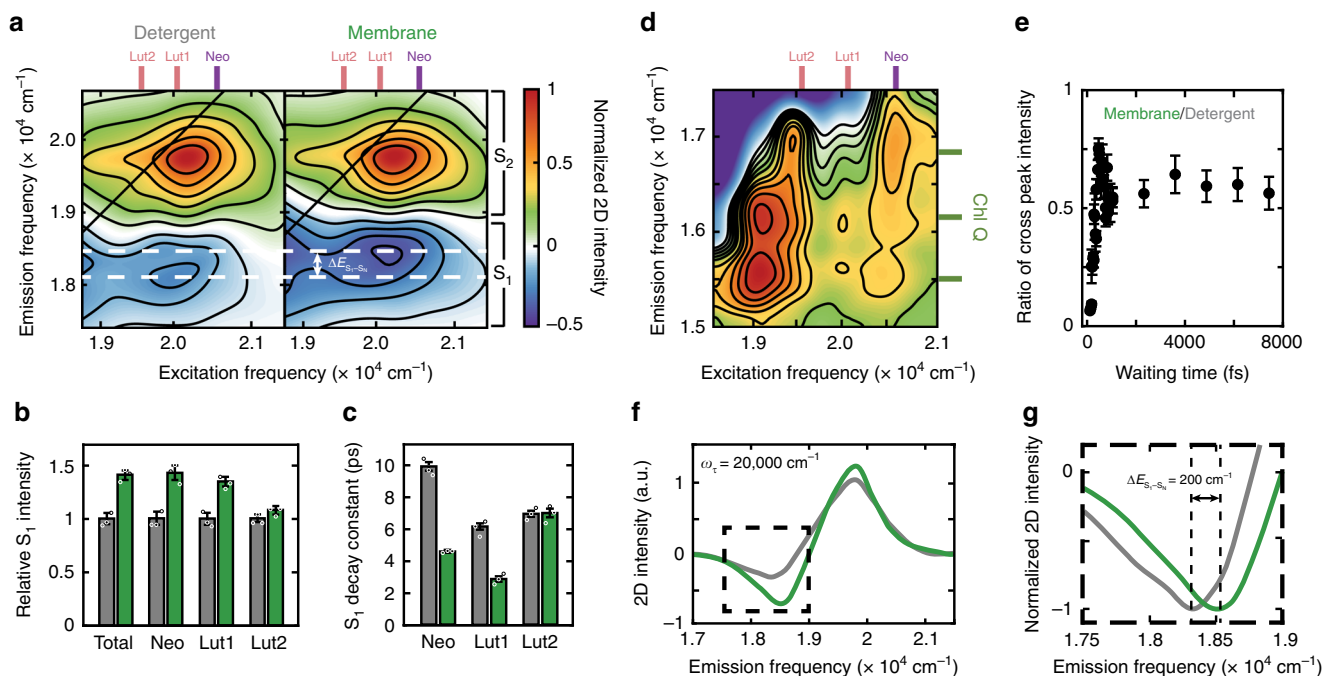 a
Detergent
Membrane
Lut2 Lut1 Neo
Lut2 Lut1 Neo
Emission frequency (× 10⁴ cm⁻¹)
2.0
1.9
1.8
S₂
S₁
ΔE S₁–S_N
1.9 2.0 2.1
1.9 2.0 2.1
Excitation frequency (× 10⁴ cm⁻¹)
1
0.5
0
–0.5
Normalized 2D intensity
d
Lut2 Lut1 Neo
Emission frequency (× 10⁴ cm⁻¹)
1.7
1.6
1.5
Chl Q
1.9 2.0 2.1
Excitation frequency (× 10⁴ cm⁻¹)
e
Ratio of cross peak intensity
1
0.5
0
Membrane/Detergent
0 4000 8000
Waiting time (fs)
b
Relative S₁ intensity
1.5
1
0.5
0
Total Neo Lut1 Lut2
c
S₁ decay constant (ps)
10
8
6
4
2
0
Neo Lut1 Lut2
f
2D intensity (a.u.)
1
0
–1
ω_τ = 20,000 cm⁻¹
1.7 1.8 1.9 2 2.1
Emission frequency (× 10⁴ cm⁻¹)
g
Normalized 2D intensity
0
–1
ΔE S₁–S_N = 200 cm⁻¹
1.75 1.8 1.85 1.9
Emission frequency (× 10⁴ cm⁻¹)